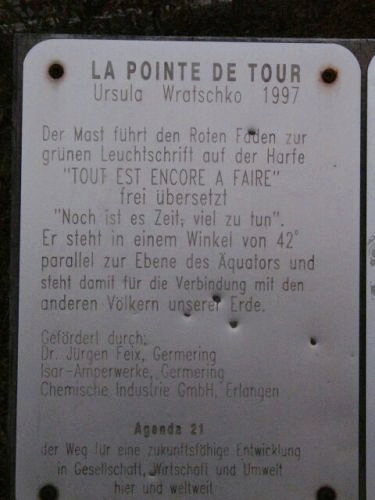 LA POINTE DE TOUR
Ursula Wratschko 1997
Der Mast führt den Roten Faden zur
grünen Leuchtschrift auf der Harfe
"TOUT EST ENCORE A FAIRE"
frei übersetzt
"Noch ist es Zeit, viel zu tun".
Er steht in einem Winkel von 42°
parallel zur Ebene des Äquators und
steht damit für die Verbindung mit den
anderen Völkern unserer Erde.
Gefördert durch:
Dr. Jürgen Feix, Germering
Isar-Amperwerke, Germering
Chemische Industrie GmbH, Erlangen
Agenda 21
der Weg für eine zukunftsfähige Entwicklung
in Gesellschaft, Wirtschaft und Umwelt
hier und weltweit